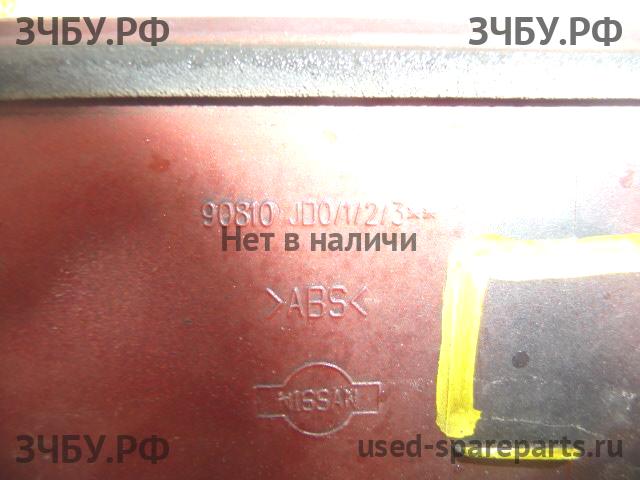 ЗЧБУ.РФ ЗЧБУ.РФ
90810 JD0/1/2/3**
Нет в наличи
>ABS<
NISSAN
ЗЧБУ.РФ used-spareparts.ru